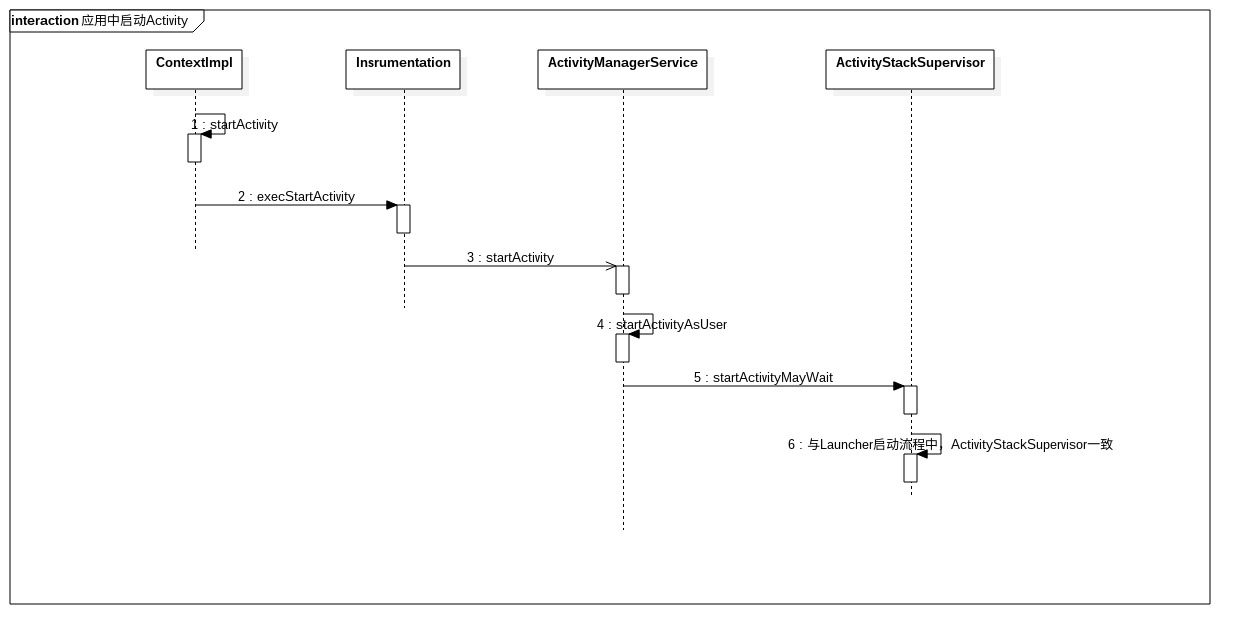 interaction 应用中启动Activity
ContextImpl
Insrumentation
ActivityManagerService
ActivityStackSupervisor
1 : startActivity
2 : execStartActivity
3 : startActivity
4 : startActivityAsUser
5 : startActivityMayWait
6 : 与Launcher启动流程中，ActivityStackSupervisor一致